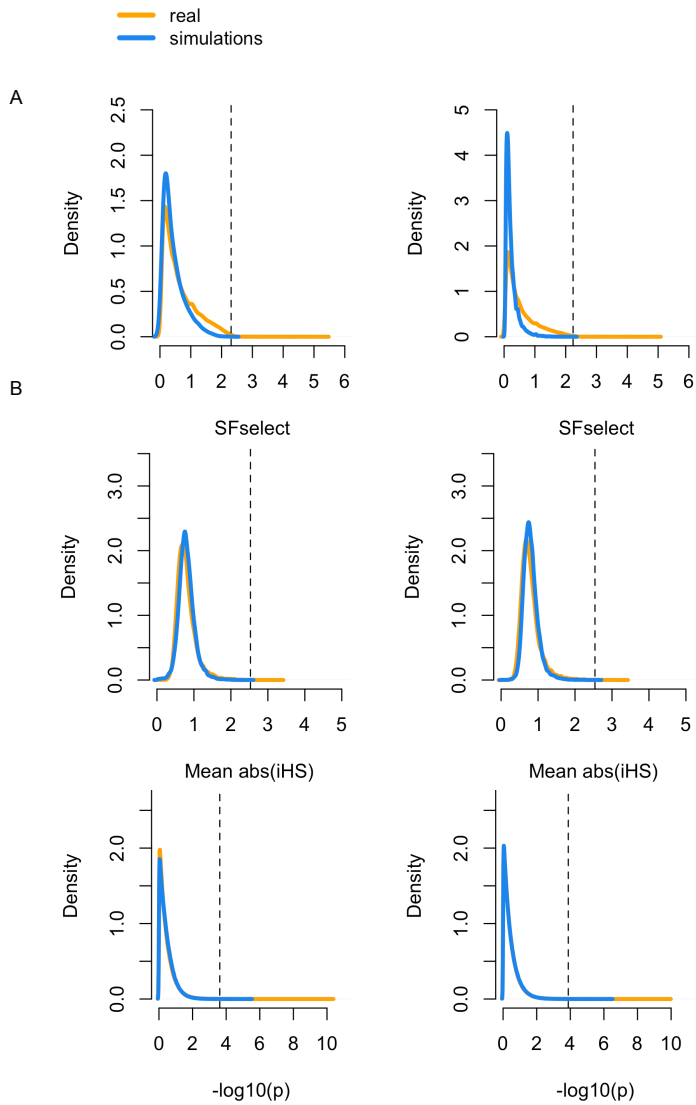 real
simulations
A
2.5
2.0
1.5
1.0
0.5
0.0
Density
0 1 2 3 4 5 6
5
4
3
2
1
0
Density
0 1 2 3 4 5 6
B
SFselect
3.0
2.0
1.0
0.0
Density
0 1 2 3 4 5
SFselect
3.0
2.0
1.0
0.0
Density
0 1 2 3 4 5
Mean abs(iHS)
2.0
1.0
0.0
Density
0 2 4 6 8 10
-log10(p)
Mean abs(iHS)
2.0
1.0
0.0
Density
0 2 4 6 8 10
-log10(p)